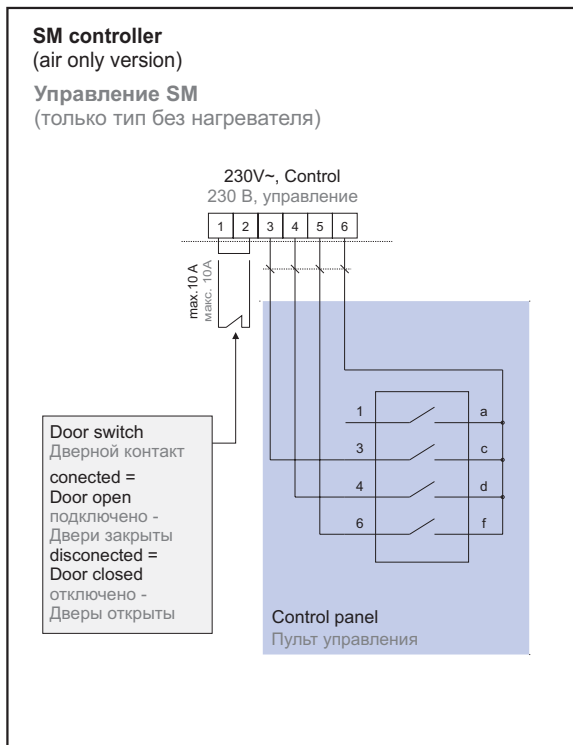 SM controller
(air only version)
Управление SM
(только тип без нагревателя)
230V~, Control
230 В, управление
1 2 3 4 5 6
max.10 A
макс. 10А
1 a
3 c
4 d
6 f
Door switch
Дверной контакт
conected =
Door open
подключено -
Двери закрыты
disconected =
Door closed
отключено -
Дверы открыты
Control panel
Пульт управления